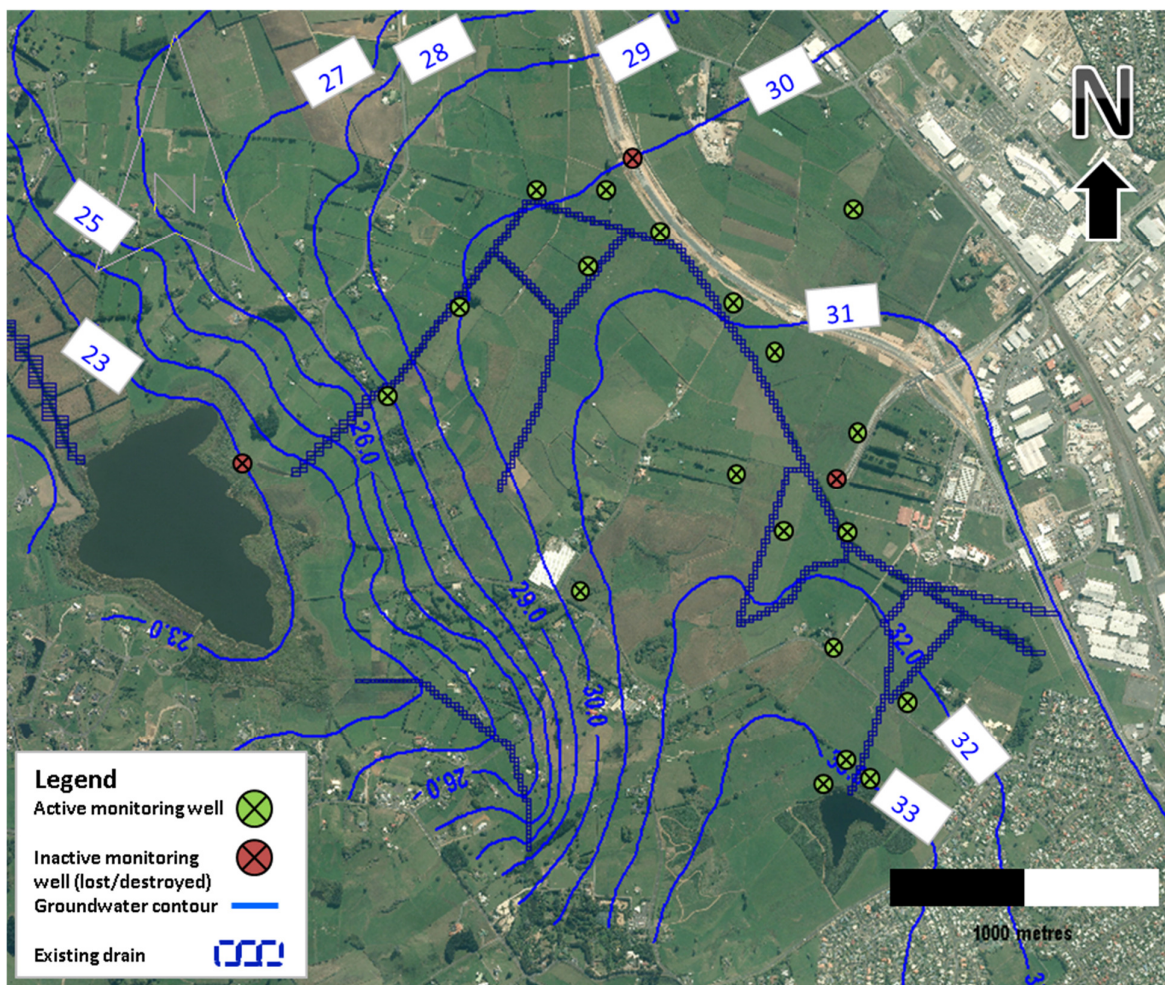 27
28
29
30
N
25
31
23
26.0
29.0
32.0
23.0
30.0
32
26.0
33
Legend
Active monitoring well
Inactive monitoring
well (lost/destroyed)
Groundwater contour
Existing drain
1000 metres